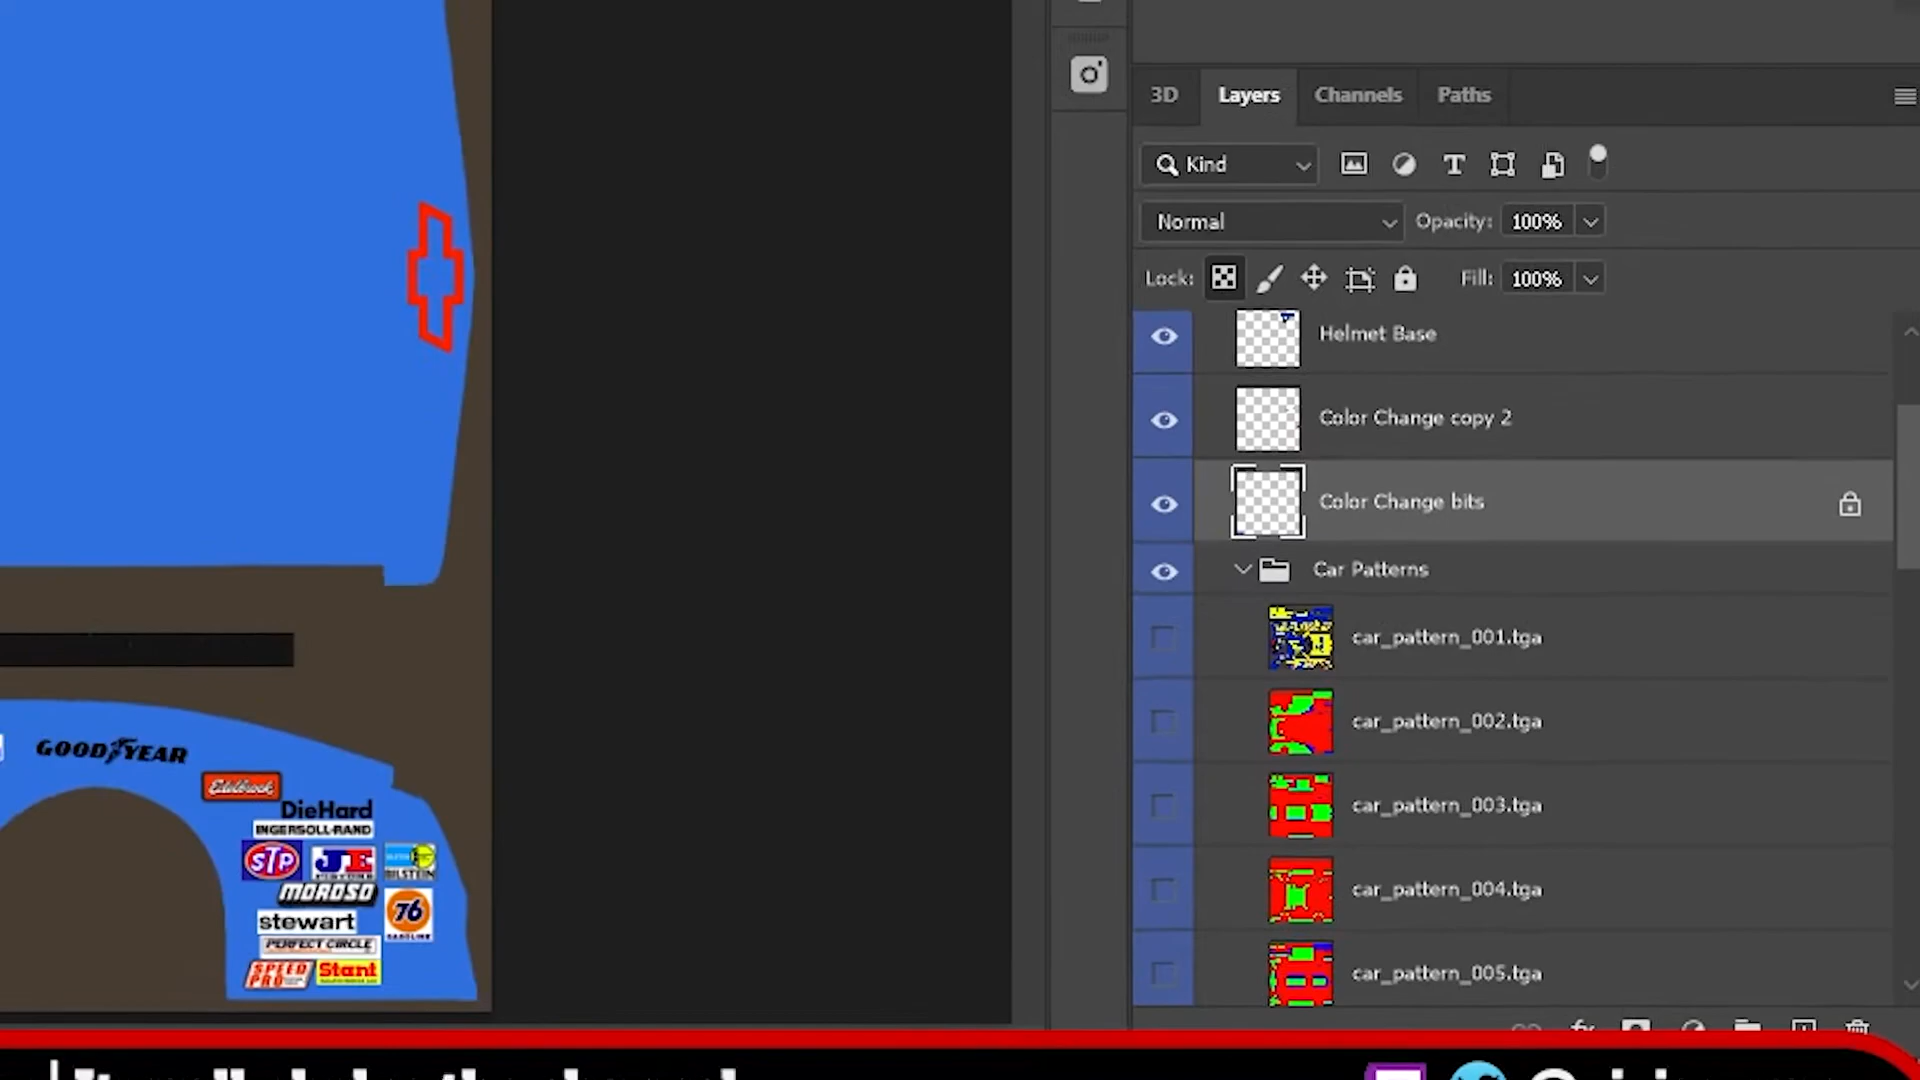 3D Layers Channels Paths
Kind
Normal Opacity: 100%
Lock: Fill: 100%
Helmet Base
Color Change copy 2
Color Change bits
Car Patterns
car_pattern_001.tga
car_pattern_002.tga
car_pattern_003.tga
car_pattern_004.tga
car_pattern_005.tga
GOODYEAR
Edelbrock
DieHard
INGERSOLL-RAND
STP JE BILSTEIN
MOROSO
76
stewart
PERFECT CIRCLE
SPEED PRO Stant